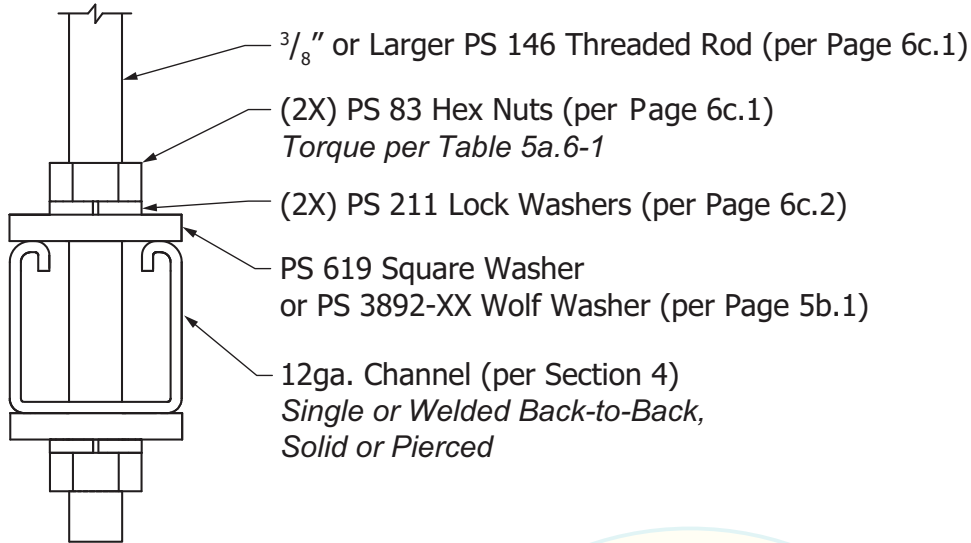 3/8" or Larger PS 146 Threaded Rod (per Page 6c.1)
(2X) PS 83 Hex Nuts (per Page 6c.1)
Torque per Table 5a.6-1
(2X) PS 211 Lock Washers (per Page 6c.2)
PS 619 Square Washer
or PS 3892-XX Wolf Washer (per Page 5b.1)
12ga. Channel (per Section 4)
Single or Welded Back-to-Back,
Solid or Pierced